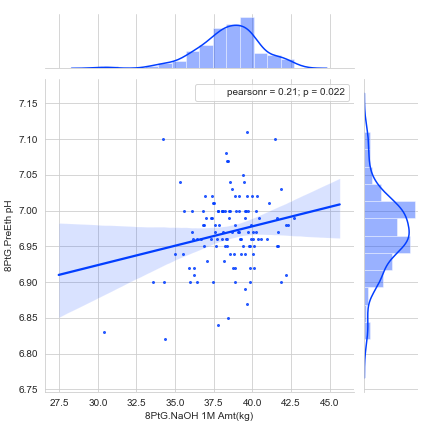 pearsonr = 0.21; p = 0.022
7.15
7.10
7.05
7.00
6.95
6.90
6.85
6.80
6.75
8PtG.PreEth pH
27.5 30.0 32.5 35.0 37.5 40.0 42.5 45.0
8PtG.NaOH 1M Amt(kg)